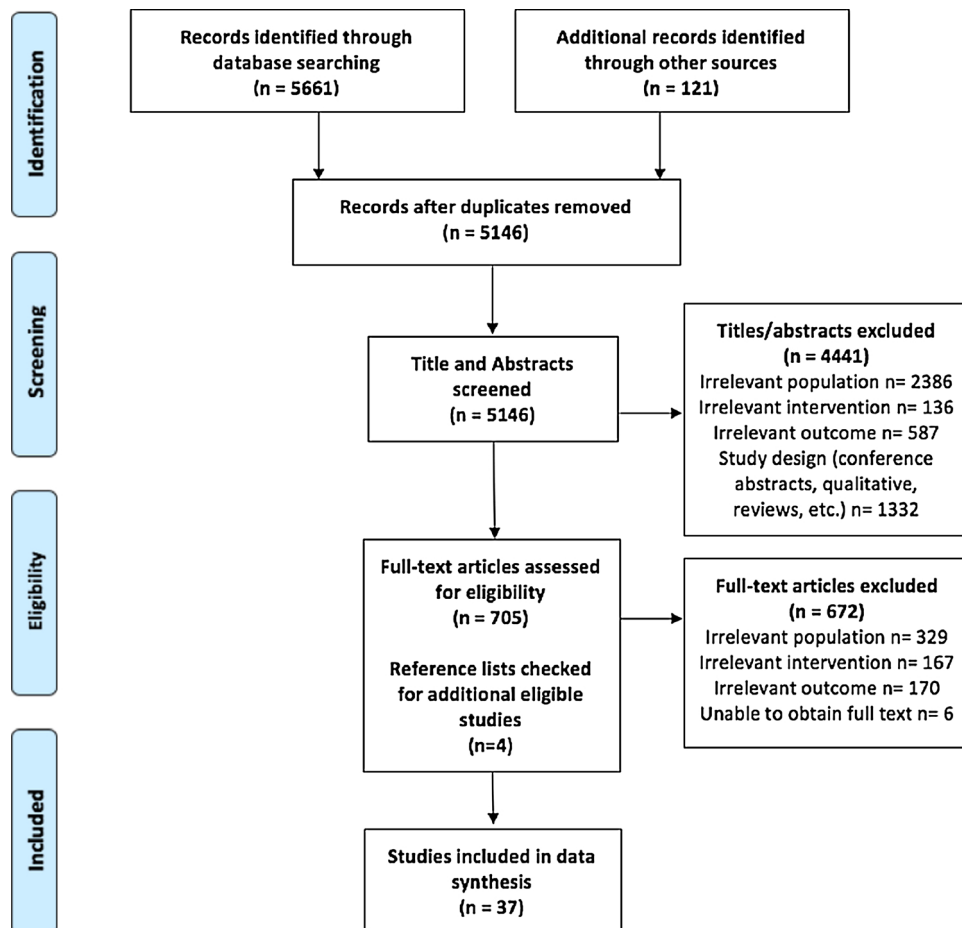 Identification
Records identified through
database searching
(n = 5661)
Additional records identified
through other sources
(n = 121)
Records after duplicates removed
(n = 5146)
Screening
Title and Abstracts
screened
(n = 5146)
Titles/abstracts excluded
(n = 4441)
Irrelevant population n= 2386
Irrelevant intervention n= 136
Irrelevant outcome n= 587
Study design (conference
abstracts, qualitative,
reviews, etc.) n= 1332
Eligibility
Full-text articles assessed
for eligibility
(n = 705)
Reference lists checked
for additional eligible
studies
(n=4)
Full-text articles excluded
(n = 672)
Irrelevant population n= 329
Irrelevant intervention n= 167
Irrelevant outcome n= 170
Unable to obtain full text n= 6
Included
Studies included in data
synthesis
(n = 37)